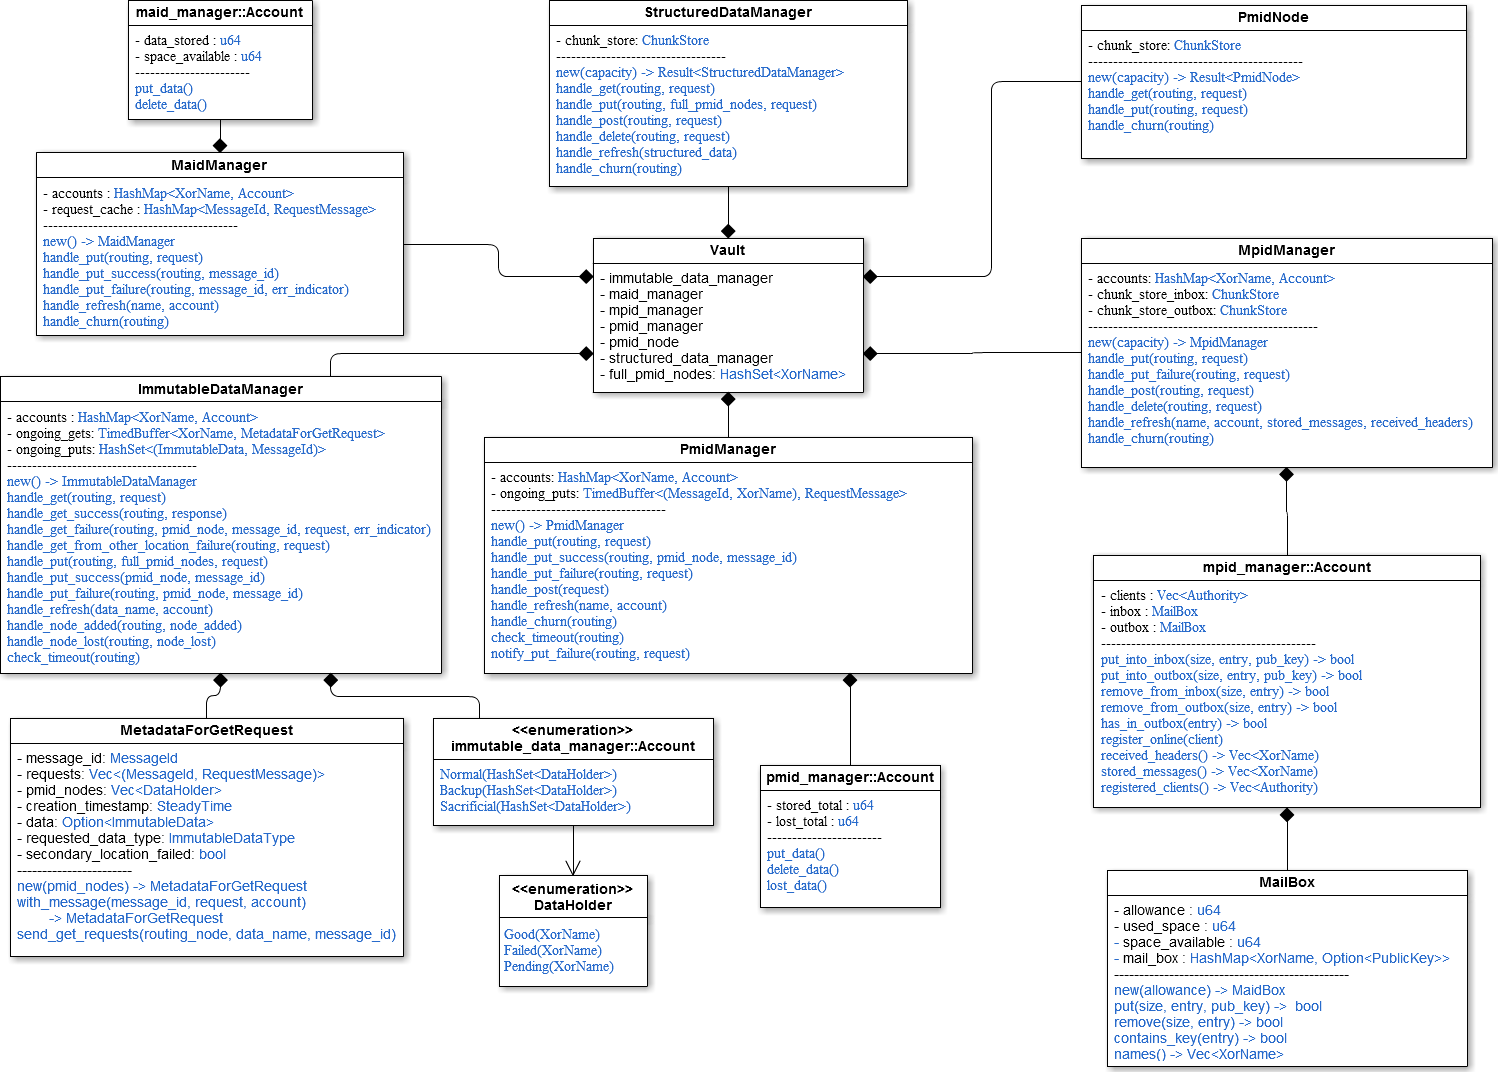 maid_manager::Account
- data_stored : u64
- space_available : u64
-----------------------
put_data()
delete_data()
StructuredDataManager
- chunk_store: ChunkStore
----------------------------------
new(capacity) -> Result<StructuredDataManager>
handle_get(routing, request)
handle_put(routing, full_pmid_nodes, request)
handle_post(routing, request)
handle_delete(routing, request)
handle_refresh(structured_data)
handle_churn(routing)
PmidNode
- chunk_store: ChunkStore
-------------------------------------------
new(capacity) -> Result<PmidNode>
handle_get(routing, request)
handle_put(routing, request)
handle_churn(routing)
MaidManager
- accounts : HashMap<XorName, Account>
- request_cache : HashMap<MessageId, RequestMessage>
---------------------------------------
new() -> MaidManager
handle_put(routing, request)
handle_put_success(routing, message_id)
handle_put_failure(routing, message_id, err_indicator)
handle_refresh(name, account)
handle_churn(routing)
Vault
- immutable_data_manager
- maid_manager
- mpid_manager
- pmid_manager
- pmid_node
- structured_data_manager
- full_pmid_nodes: HashSet<XorName>
MpidManager
- accounts: HashMap<XorName, Account>
- chunk_store_inbox: ChunkStore
- chunk_store_outbox: ChunkStore
----------------------------------------------
new(capacity) -> MpidManager
handle_put(routing, request)
handle_put_failure(routing, request)
handle_post(routing, request)
handle_delete(routing, request)
handle_refresh(name, account, stored_messages, received_headers)
handle_churn(routing)
ImmutableDataManager
- accounts : HashMap<XorName, Account>
- ongoing_gets: TimedBuffer<XorName, MetadataForGetRequest>
- ongoing_puts: HashSet<(ImmutableData, MessageId)>
--------------------------------------
new() -> ImmutableDataManager
handle_get(routing, request)
handle_get_success(routing, response)
handle_get_failure(routing, pmid_node, message_id, request, err_indicator)
handle_get_from_other_location_failure(routing, request)
handle_put(routing, full_pmid_nodes, request)
handle_put_success(pmid_node, message_id)
handle_put_failure(routing, pmid_node, message_id)
handle_refresh(data_name, account)
handle_node_added(routing, node_added)
handle_node_lost(routing, node_lost)
check_timeout(routing)
PmidManager
- accounts: HashMap<XorName, Account>
- ongoing_puts: TimedBuffer<(MessageId, XorName), RequestMessage>
-----------------------------------
new() -> PmidManager
handle_put(routing, request)
handle_put_success(routing, pmid_node, message_id)
handle_put_failure(routing, request)
handle_post(request)
handle_refresh(name, account)
handle_churn(routing)
check_timeout(routing)
notify_put_failure(routing, request)
mpid_manager::Account
- clients : Vec<Authority>
- inbox : MailBox
- outbox : MailBox
-------------------------------------------
put_into_inbox(size, entry, pub_key) -> bool
put_into_outbox(size, entry, pub_key) -> bool
remove_from_inbox(size, entry) -> bool
remove_from_outbox(size, entry) -> bool
has_in_outbox(entry) -> bool
register_online(client)
received_headers() -> Vec<XorName>
stored_messages() -> Vec<XorName>
registered_clients() -> Vec<Authority>
MetadataForGetRequest
- message_id: MessageId
- requests: Vec<(MessageId, RequestMessage)>
- pmid_nodes: Vec<DataHolder>
- creation_timestamp: SteadyTime
- data: Option<ImmutableData>
- requested_data_type: ImmutableDataType
- secondary_location_failed: bool
-----------------------
new(pmid_nodes) -> MetadataForGetRequest
with_message(message_id, request, account)
-> MetadataForGetRequest
send_get_requests(routing_node, data_name, message_id)
<<enumeration>>
immutable_data_manager::Account
Normal(HashSet<DataHolder>)
Backup(HashSet<DataHolder>)
Sacrificial(HashSet<DataHolder>)
<<enumeration>>
DataHolder
Good(XorName)
Failed(XorName)
Pending(XorName)
pmid_manager::Account
- stored_total : u64
- lost_total : u64
-----------------------
put_data()
delete_data()
lost_data()
MailBox
- allowance : u64
- used_space : u64
- space_available : u64
- mail_box : HashMap<XorName, Option<PublicKey>>
-----------------------------------------------
new(allowance) -> MaidBox
put(size, entry, pub_key) -> bool
remove(size, entry) -> bool
contains_key(entry) -> bool
names() -> Vec<XorName>